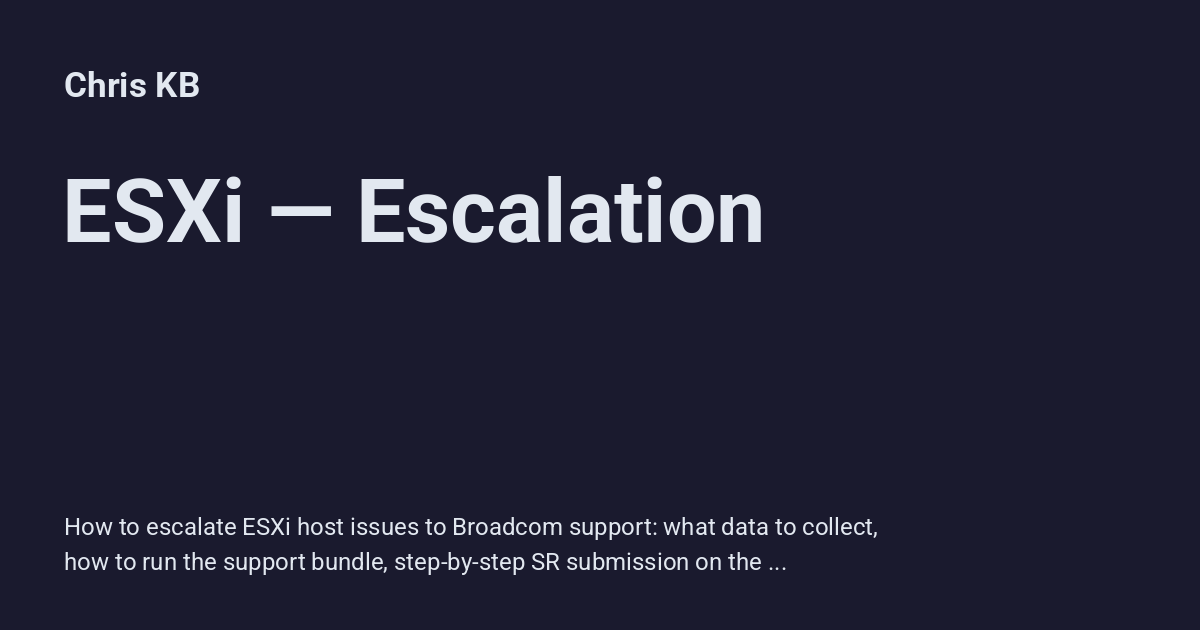 Chris KB
ESXi — Escalation
How to escalate ESXi host issues to Broadcom support: what data to collect,
how to run the support bundle, step-by-step SR submission on the ...